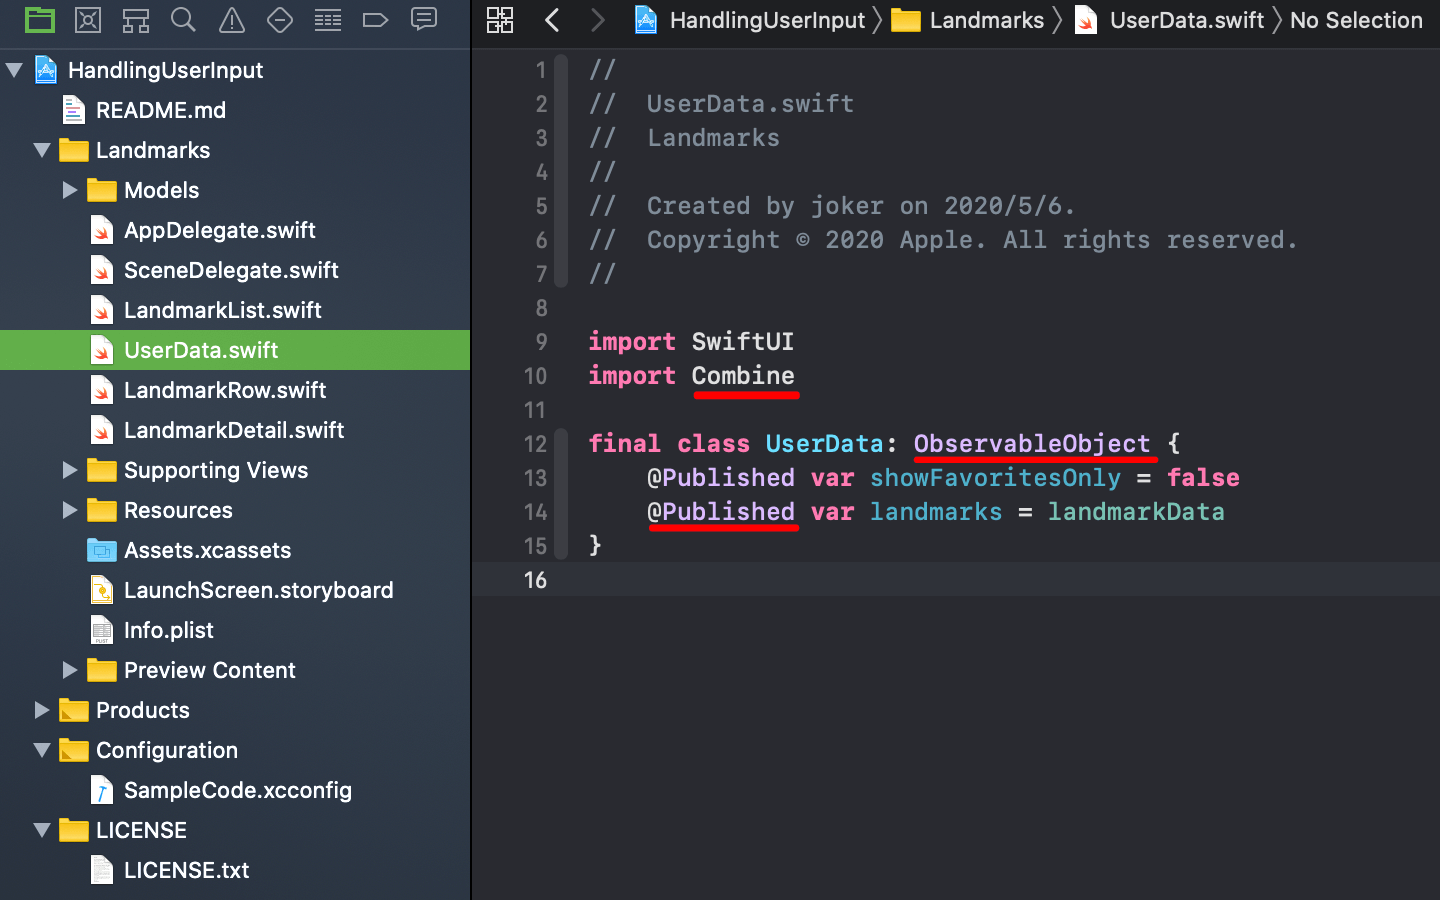 HandlingUserInput
README.md
Landmarks
Models
AppDelegate.swift
SceneDelegate.swift
LandmarkList.swift
UserData.swift
LandmarkRow.swift
LandmarkDetail.swift
Supporting Views
Resources
Assets.xcassets
LaunchScreen.storyboard
Info.plist
Preview Content
Products
Configuration
SampleCode.xcconfig
LICENSE
LICENSE.txt
HandlingUserInput 〉 Landmarks 〉 UserData.swift 〉 No Selection
1 //
2 //  UserData.swift
3 //  Landmarks
4 //
5 //  Created by joker on 2020/5/6.
6 //  Copyright © 2020 Apple. All rights reserved.
7 //
8
9 import SwiftUI
10 import Combine
11
12 final class UserData: ObservableObject {
13     @Published var showFavoritesOnly = false
14     @Published var landmarks = landmarkData
15 }
16